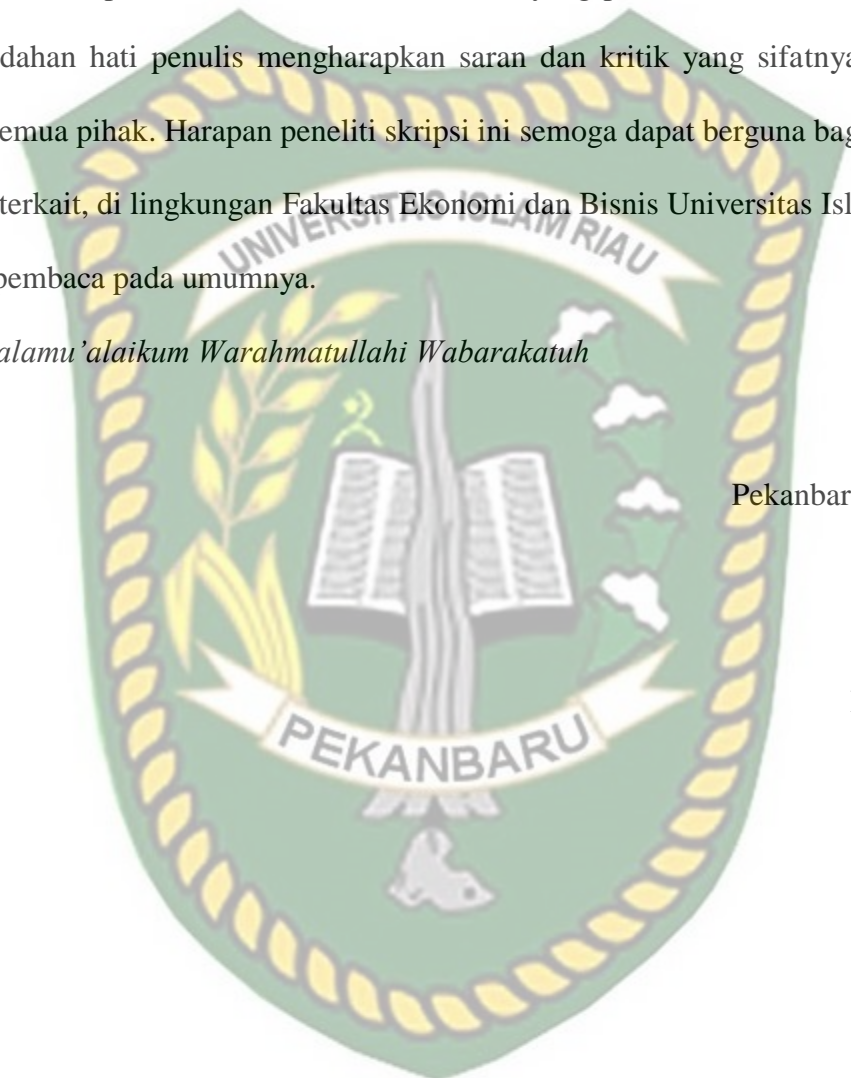 dahan hati penulis mengharapkan saran dan kritik yang sifatnya
emua pihak. Harapan peneliti skripsi ini semoga dapat berguna bag
terkait, di lingkungan Fakultas Ekonomi dan Bisnis Universitas Isl
UNIVERSITAS ISLAM RIAU
pembaca pada umumnya.
alamu'alaikum Warahmatullahi Wabarakatuh
Pekanbar
PEKANBARU